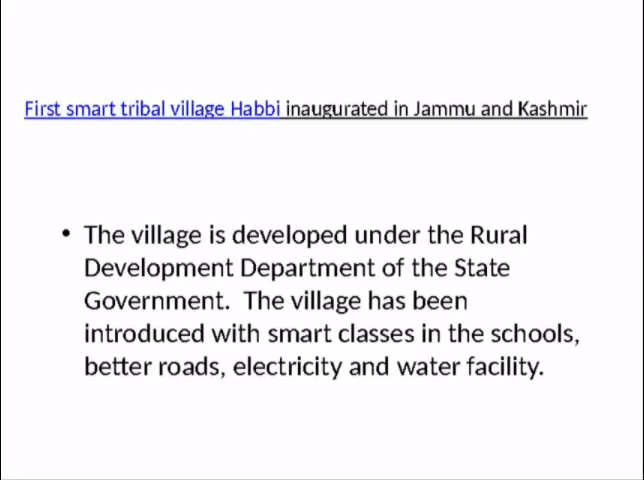 First smart tribal village Habbi inaugurated in Jammu and Kashmir
• The village is developed under the Rural
Development Department of the State
Government.  The village has been
introduced with smart classes in the schools,
better roads, electricity and water facility.